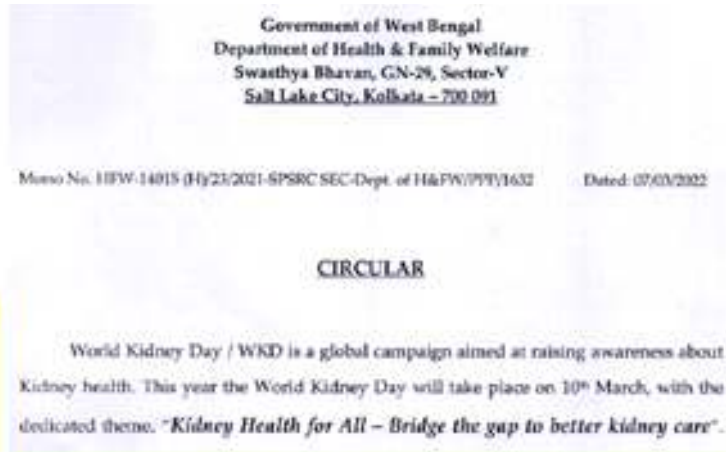 Government of West Bengal
Department of Health & Family Welfare
Swasthya Bhavan, GN-29, Sector-V
Salt Lake City, Kolkata – 700 091
Memo No. HFW-14015 (H)/23/2021-SPSRC SEC-Dept. of H&FW/PPP/1632 Dated: 07/03/2022
CIRCULAR
World Kidney Day / WKD is a global campaign aimed at raising awareness about
Kidney health. This year the World Kidney Day will take place on 10th March, with the
dedicated theme, "Kidney Health for All – Bridge the gap to better kidney care".